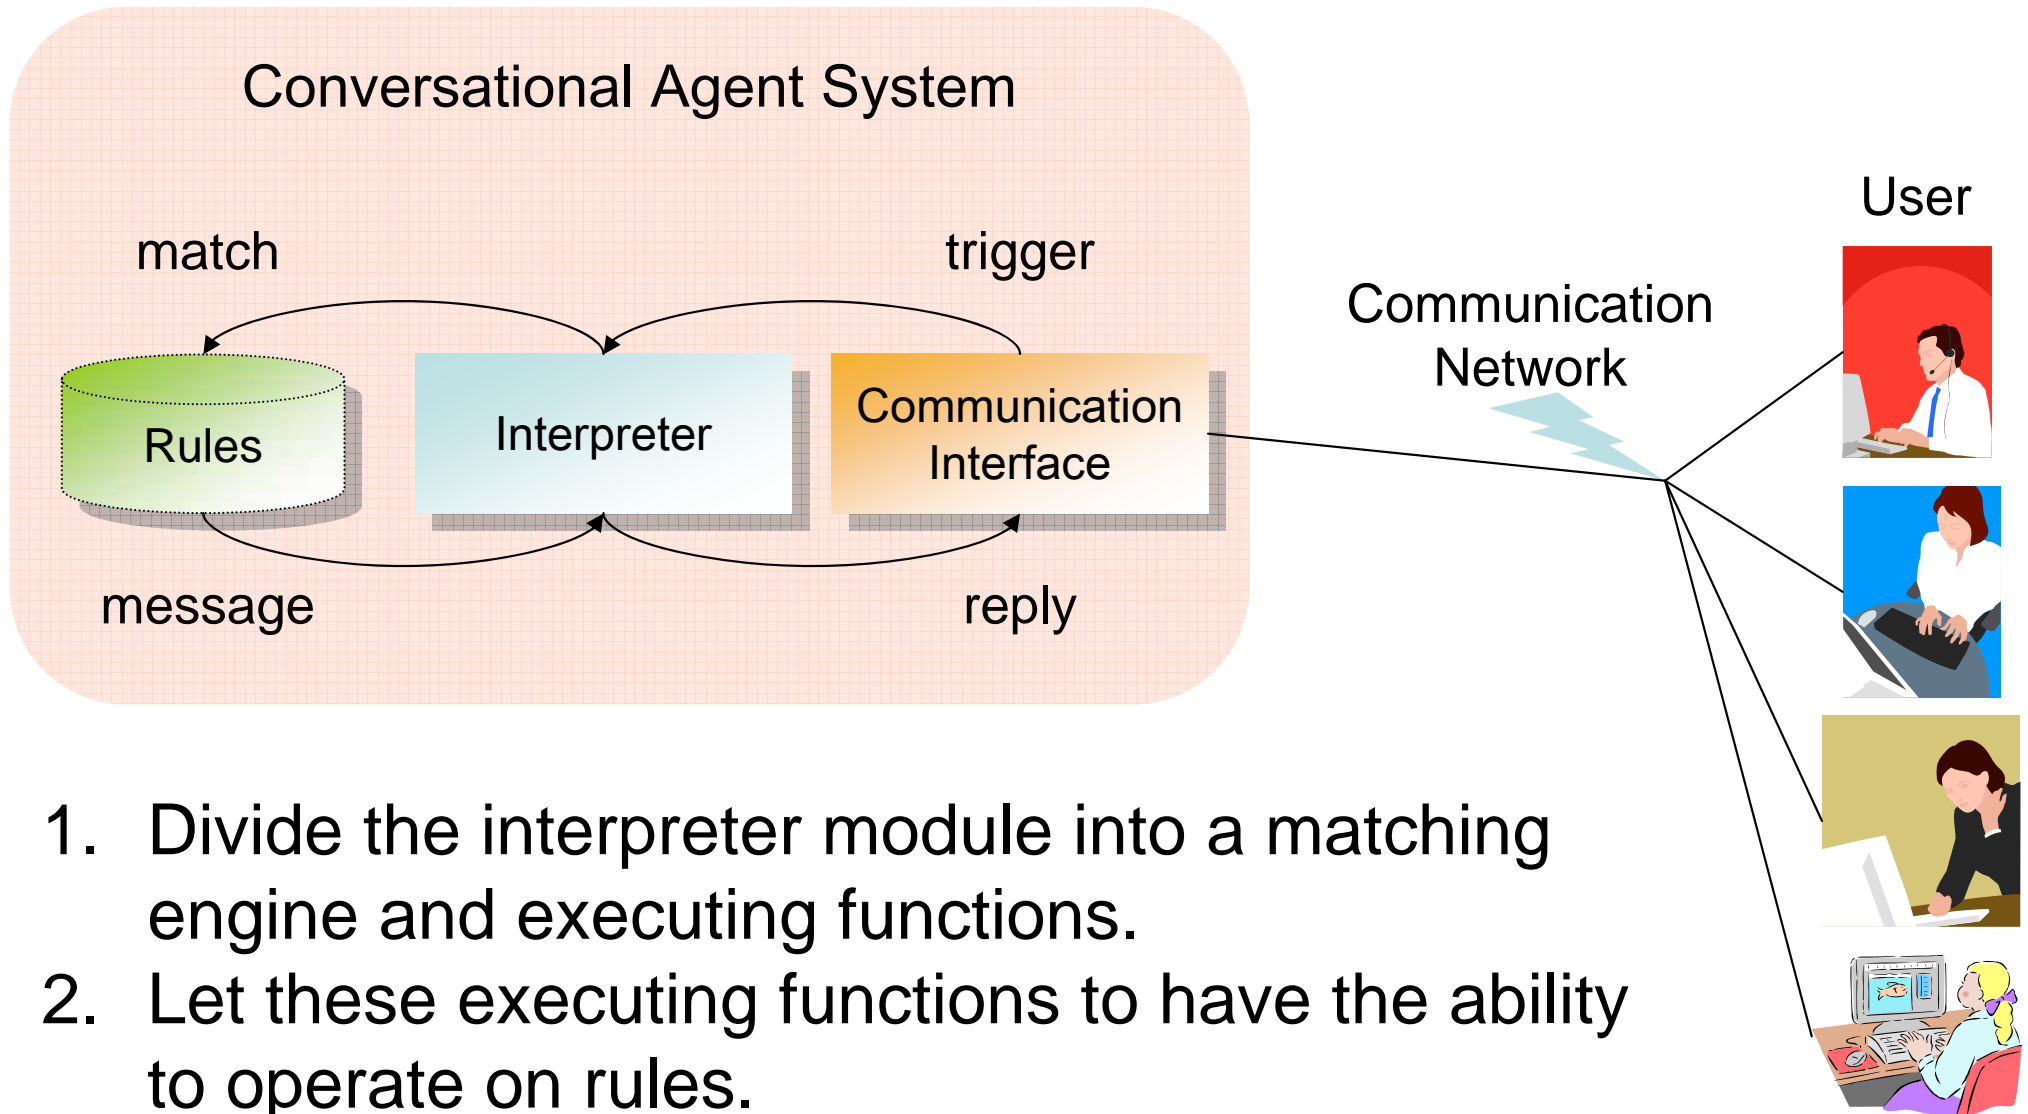 Conversational Agent System
User
match
trigger
Communication
Network
Rules
Interpreter
Communication
Interface
message
reply
1. Divide the interpreter module into a matching
engine and executing functions.
2. Let these executing functions to have the ability
to operate on rules.